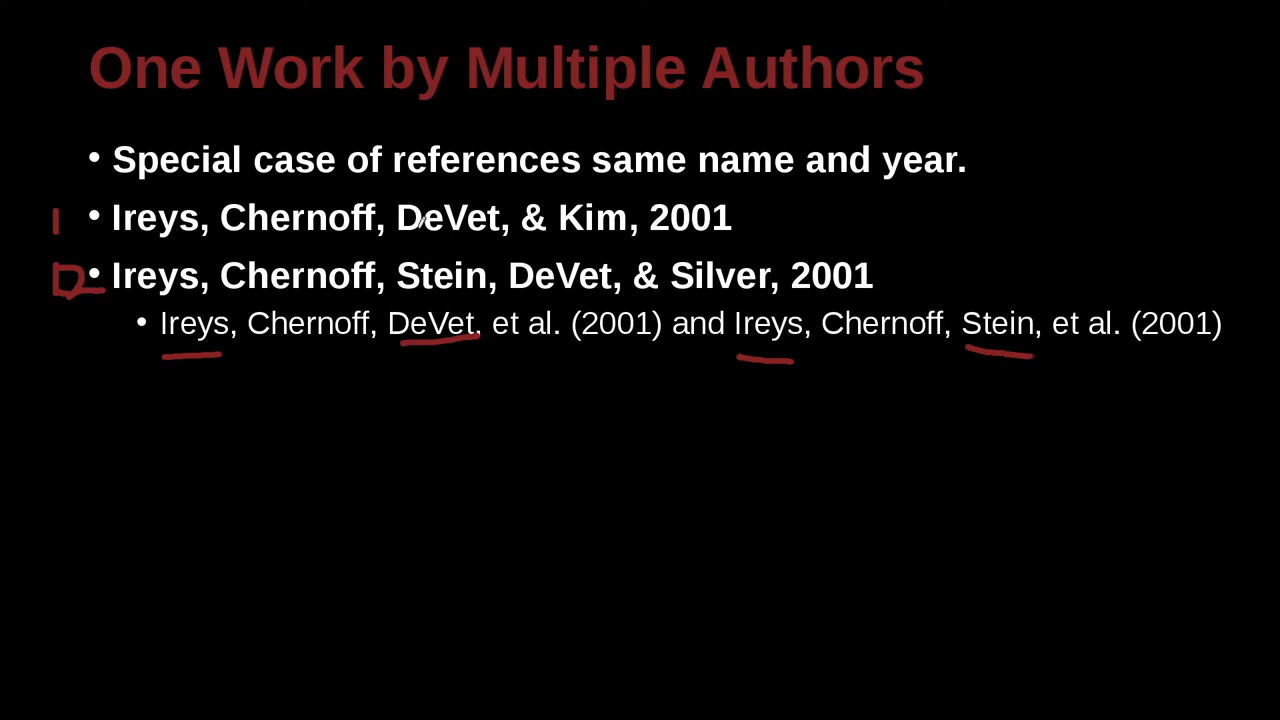 One Work by Multiple Authors
• Special case of references same name and year.
• Ireys, Chernoff, DeVet, & Kim, 2001
• Ireys, Chernoff, Stein, DeVet, & Silver, 2001
• Ireys, Chernoff, DeVet, et al. (2001) and Ireys, Chernoff, Stein, et al. (2001)